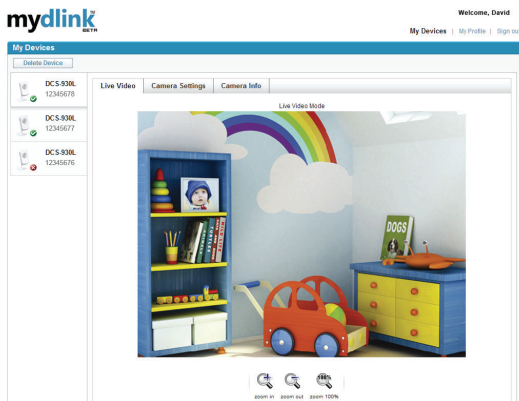 mydlink
BETA
Welcome, David
My Devices | My Profile | Sign out
My Devices
Delete Device
DCS-930L
12345678
DCS-930L
12345677
DCS-930L
12345676
Live Video
Camera Settings
Camera Info
Live Video Mode
DOGS
100%
zoom in
zoom out
zoom 100%